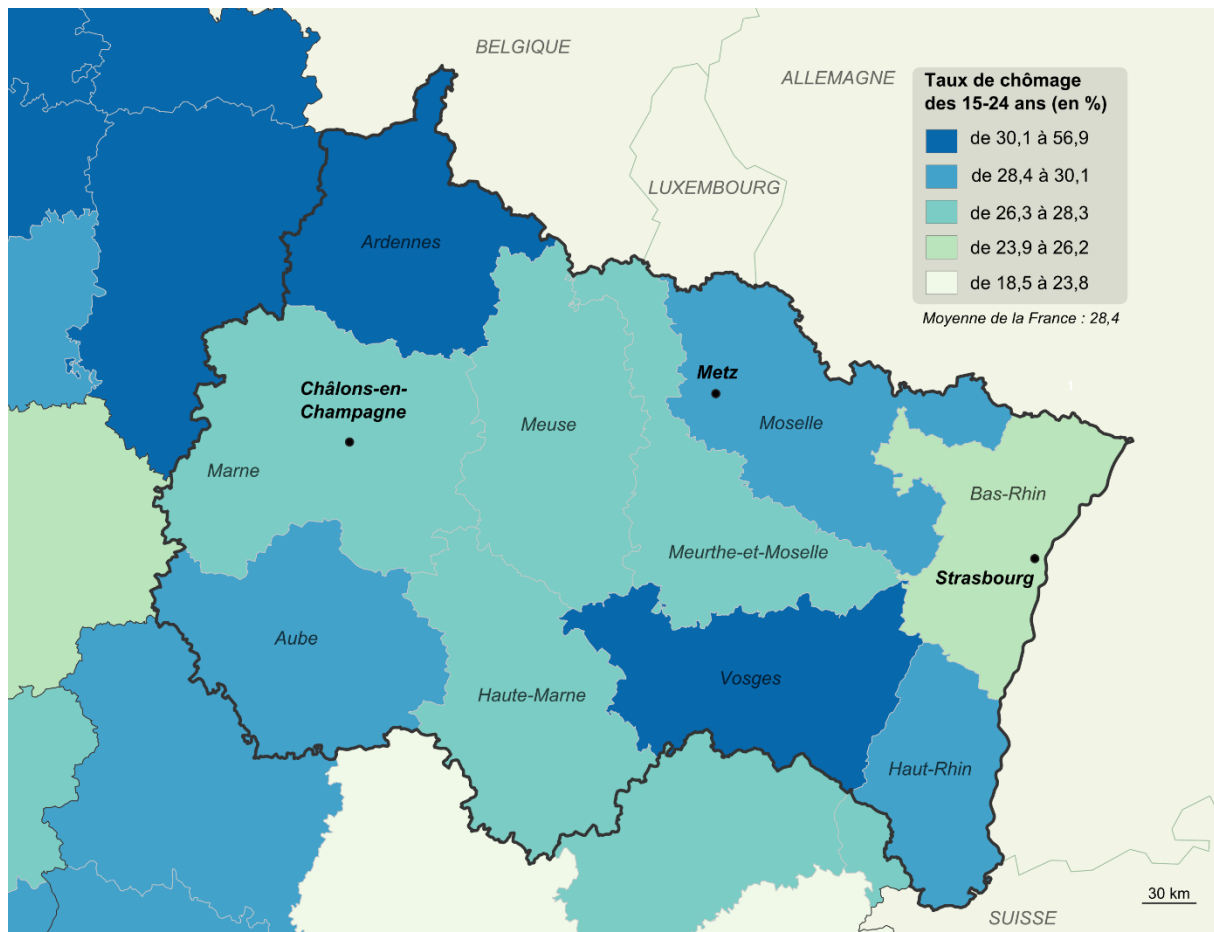 BELGIQUE
ALLEMAGNE
LUXEMBOURG
Taux de chômage
des 15-24 ans (en %)
de 30,1 à 56,9
de 28,4 à 30,1
de 26,3 à 28,3
de 23,9 à 26,2
de 18,5 à 23,8
Moyenne de la France : 28,4
Ardennes
Châlons-en-
Champagne
Metz
1
Meuse
Moselle
Marne
Bas-Rhin
Meurthe-et-Moselle
Strasbourg
Aube
Haute-Marne
Vosges
Haut-Rhin
30 km
SUISSE